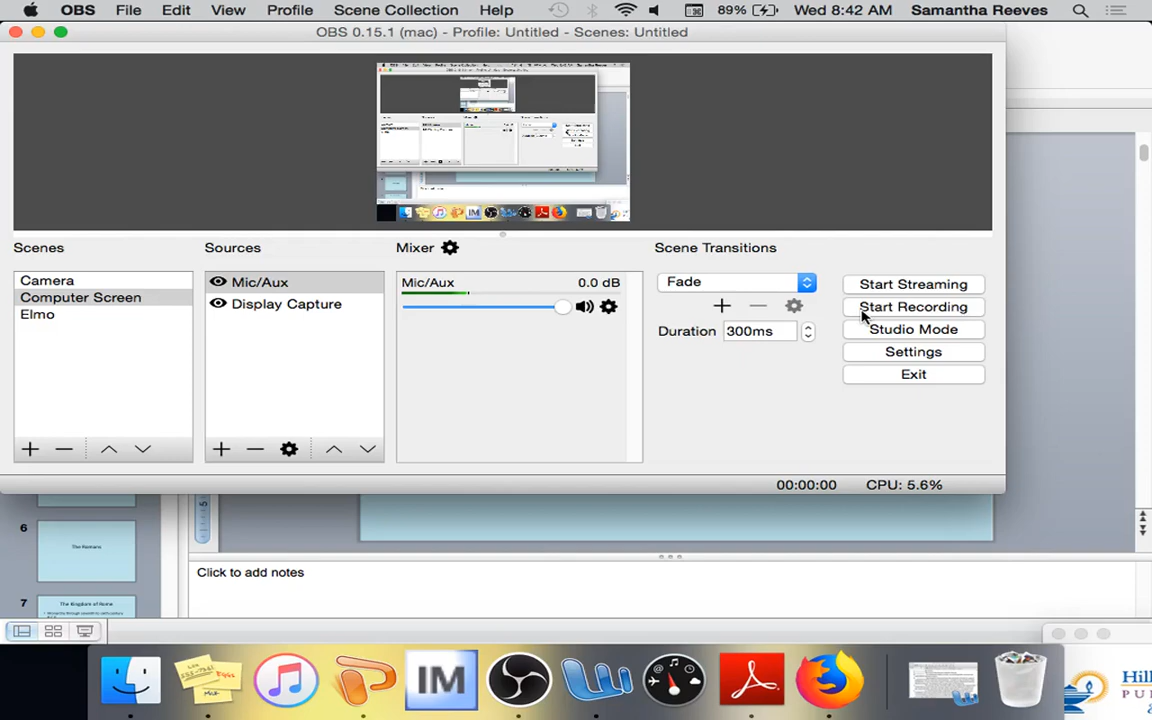 OBS File Edit View Profile Scene Collection Help 89% Wed 8:42 AM Samantha Reeves
OBS 0.15.1 (mac) - Profile: Untitled - Scenes: Untitled
Scenes
Camera
Computer Screen
Elmo
Sources
Mic/Aux
Display Capture
Mixer
Mic/Aux 0.0 dB
Scene Transitions
Fade
Duration 300ms
Start Streaming
Start Recording
Studio Mode
Settings
Exit
00:00:00 CPU: 5.6%
6
The Romans
7
The Kingdom of Rome
5
Click to add notes
IM
Hill
PU
&